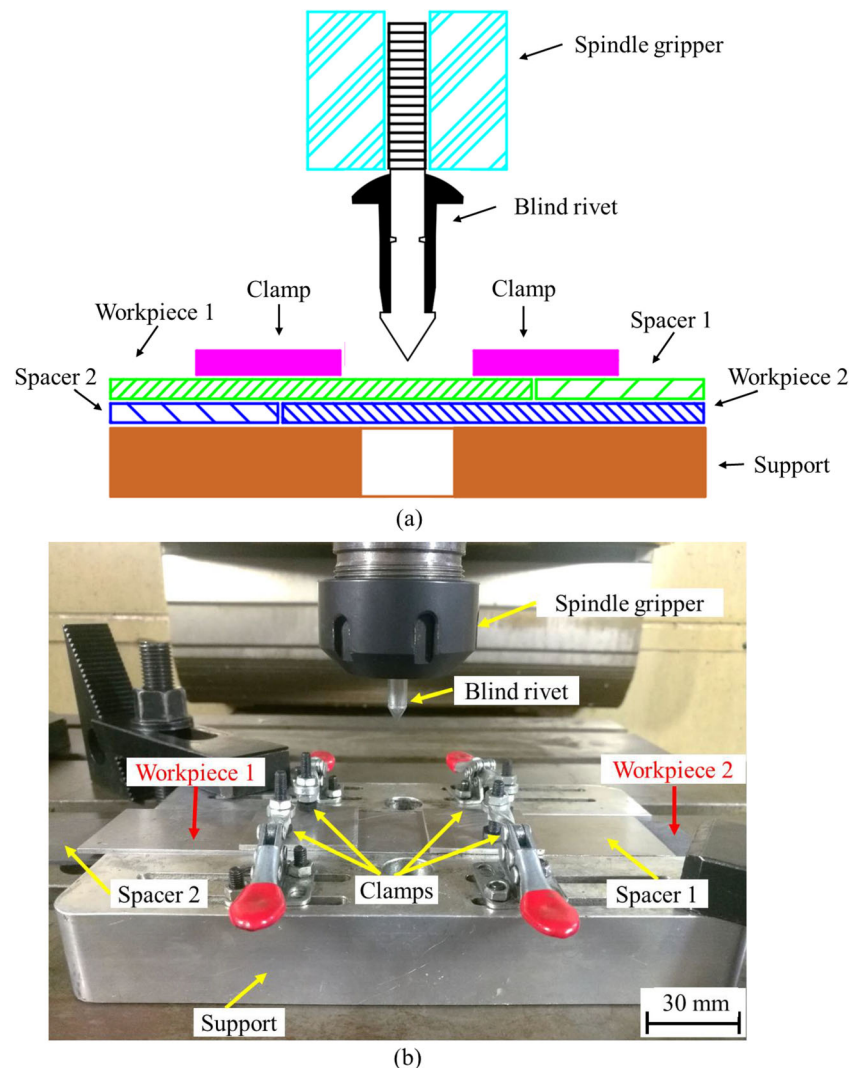 Spindle gripper
Blind rivet
Clamp
Clamp
Workpiece 1
Spacer 1
Spacer 2
Workpiece 2
Support
(a)
Spindle gripper
Blind rivet
Workpiece 1
Workpiece 2
Spacer 2
Clamps
Spacer 1
Support
30 mm
(b)